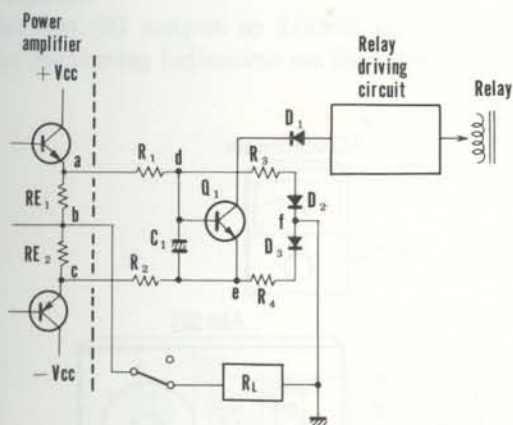 Power
amplifier
+ Vcc
Relay
driving
circuit
Relay
D₁
a
R₁
d
R₃
Q₁
D₂
RE₁
b
f
C₁
D₃
RE₂
c
R₂
e
R₄
- Vcc
R_L